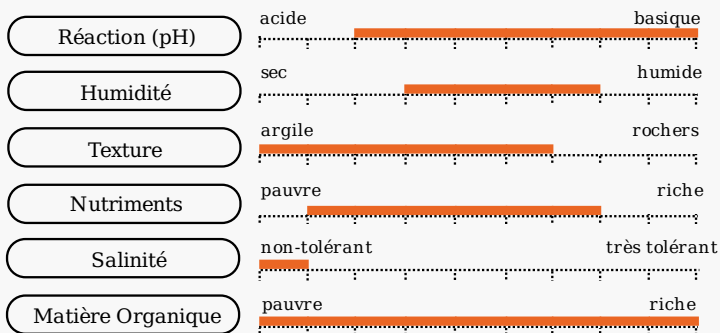 acide basique
Réaction (pH)
sec humide
Humidité
argile rochers
Texture
pauvre riche
Nutriments
non-tolérant très tolérant
Salinité
pauvre riche
Matière Organique